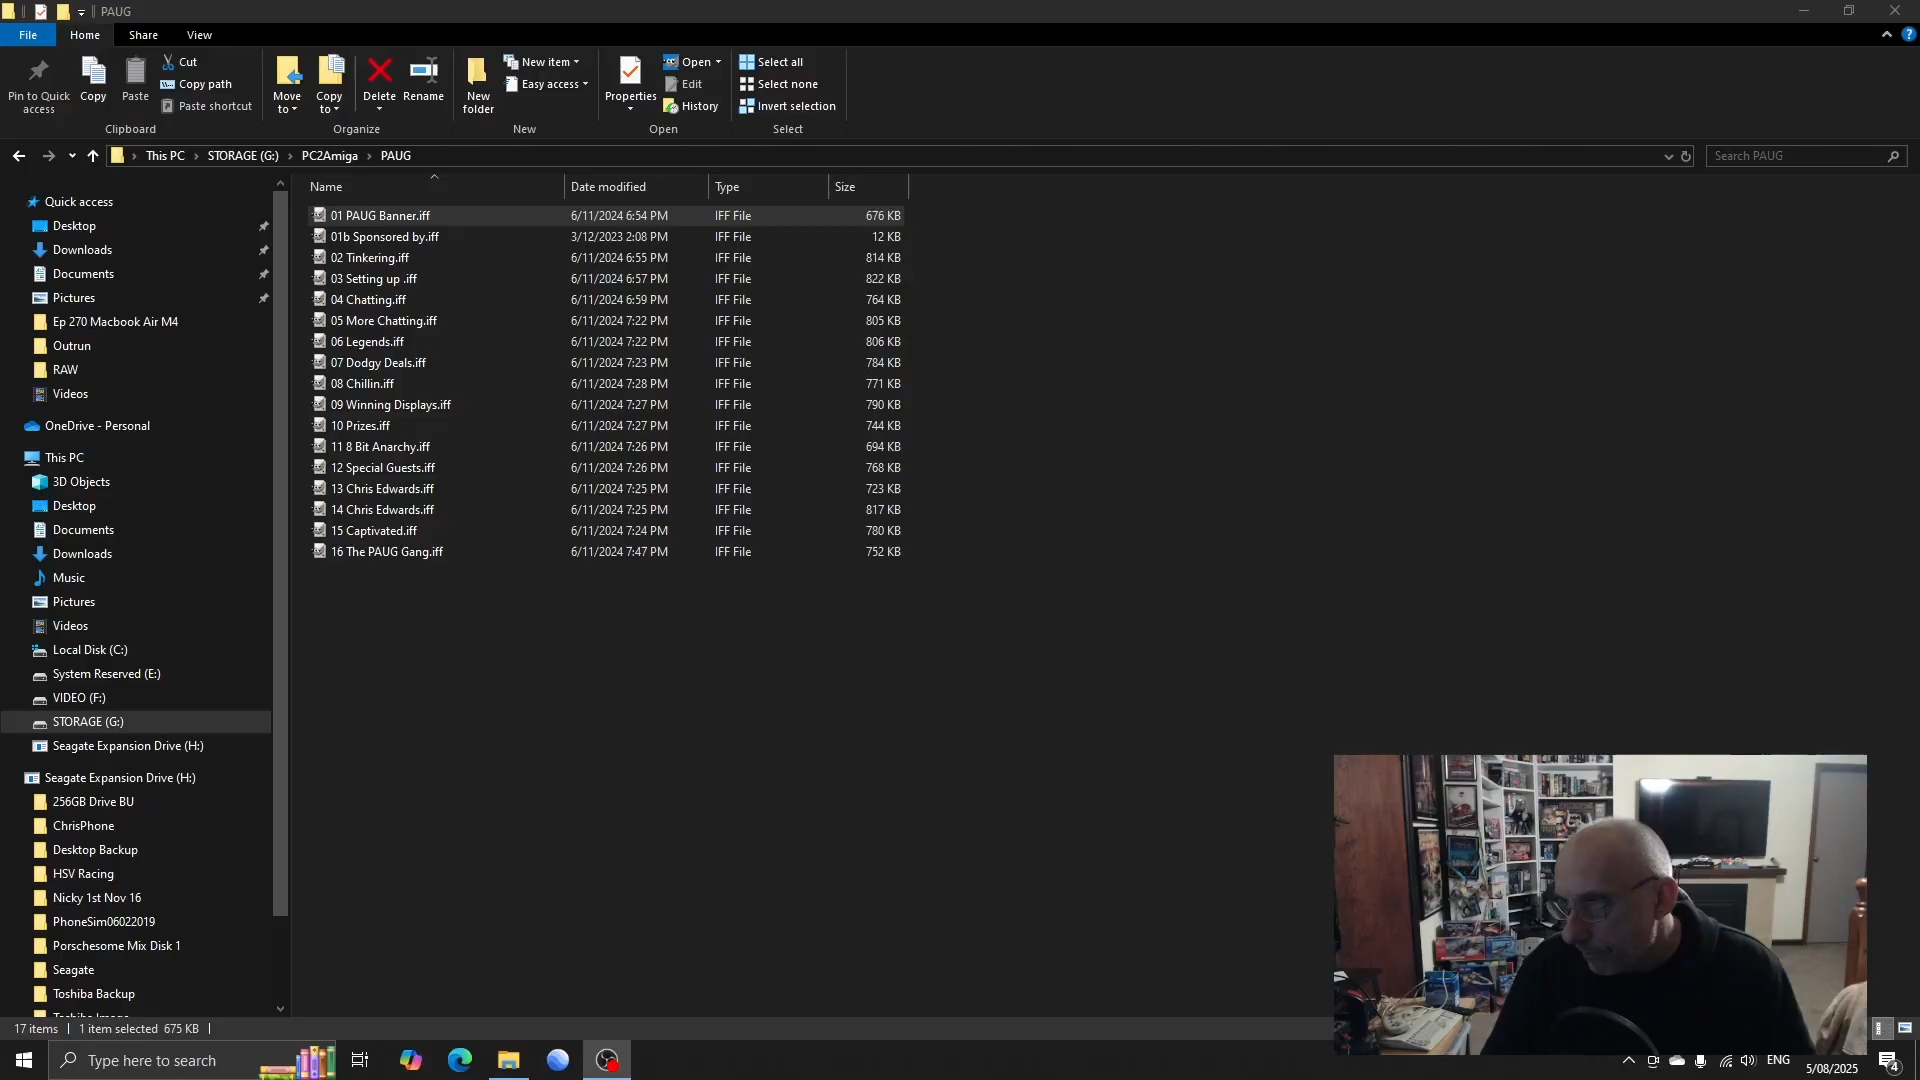 PAUG
File
Home
Share
View
Pin to Quick access
Copy
Paste
Cut
Copy path
Paste shortcut
Clipboard
Move to
Copy to
Delete
Rename
Organize
New folder
New item
Easy access
New
Properties
Open
Edit
History
Open
Select all
Select none
Invert selection
Select
This PC
STORAGE (G:)
PC2Amiga
PAUG
Search PAUG
Quick access
Desktop
Downloads
Documents
Pictures
Ep 270 Macbook Air M4
Outrun
RAW
Videos
OneDrive - Personal
This PC
3D Objects
Desktop
Documents
Downloads
Music
Pictures
Videos
Local Disk (C:)
System Reserved (E:)
VIDEO (F:)
STORAGE (G:)
Seagate Expansion Drive (H:)
Seagate Expansion Drive (H:)
256GB Drive BU
ChrisPhone
Desktop Backup
HSV Racing
Nicky 1st Nov 16
PhoneSim06022019
Porschesome Mix Disk 1
Seagate
Toshiba Backup
Name Date modified Type Size
01 PAUG Banner.iff 6/11/2024 6:54 PM IFF File 676 KB
01b Sponsored by.iff 3/12/2023 2:08 PM IFF File 12 KB
02 Tinkering.iff 6/11/2024 6:55 PM IFF File 814 KB
03 Setting up .iff 6/11/2024 6:57 PM IFF File 822 KB
04 Chatting.iff 6/11/2024 6:59 PM IFF File 764 KB
05 More Chatting.iff 6/11/2024 7:22 PM IFF File 805 KB
06 Legends.iff 6/11/2024 7:22 PM IFF File 806 KB
07 Dodgy Deals.iff 6/11/2024 7:23 PM IFF File 784 KB
08 Chillin.iff 6/11/2024 7:28 PM IFF File 771 KB
09 Winning Displays.iff 6/11/2024 7:27 PM IFF File 790 KB
10 Prizes.iff 6/11/2024 7:27 PM IFF File 744 KB
11 8 Bit Anarchy.iff 6/11/2024 7:26 PM IFF File 694 KB
12 Special Guests.iff 6/11/2024 7:26 PM IFF File 768 KB
13 Chris Edwards.iff 6/11/2024 7:25 PM IFF File 723 KB
14 Chris Edwards.iff 6/11/2024 7:25 PM IFF File 817 KB
15 Captivated.iff 6/11/2024 7:24 PM IFF File 780 KB
16 The PAUG Gang.iff 6/11/2024 7:47 PM IFF File 752 KB
17 items 1 item selected 675 KB
Type here to search
ENG
5/08/2025
4